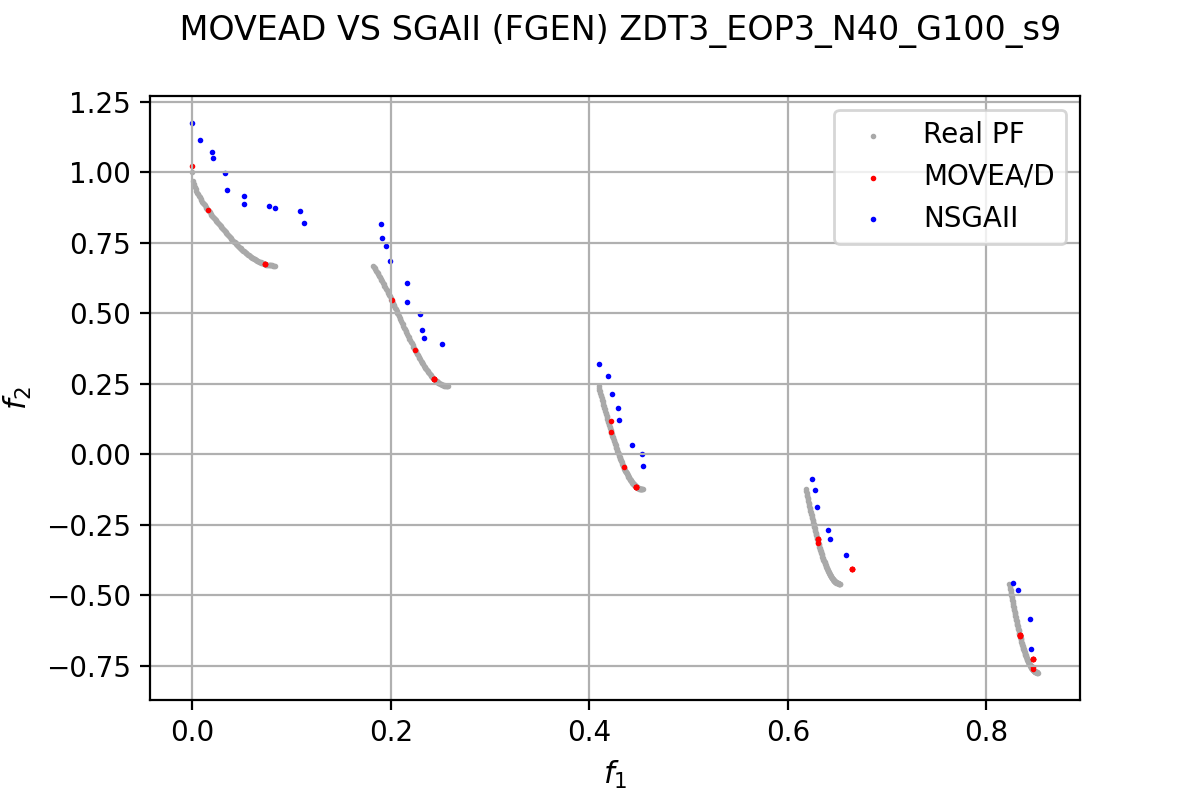 MOVEAD VS SGAII (FGEN) ZDT3_EOP3_N40_G100_s9
1.25
1.00
0.75
0.50
0.25
0.00
−0.25
−0.50
−0.75
f2
Real PF
MOVEA/D
NSGAII
0.0 0.2 0.4 0.6 0.8
f1